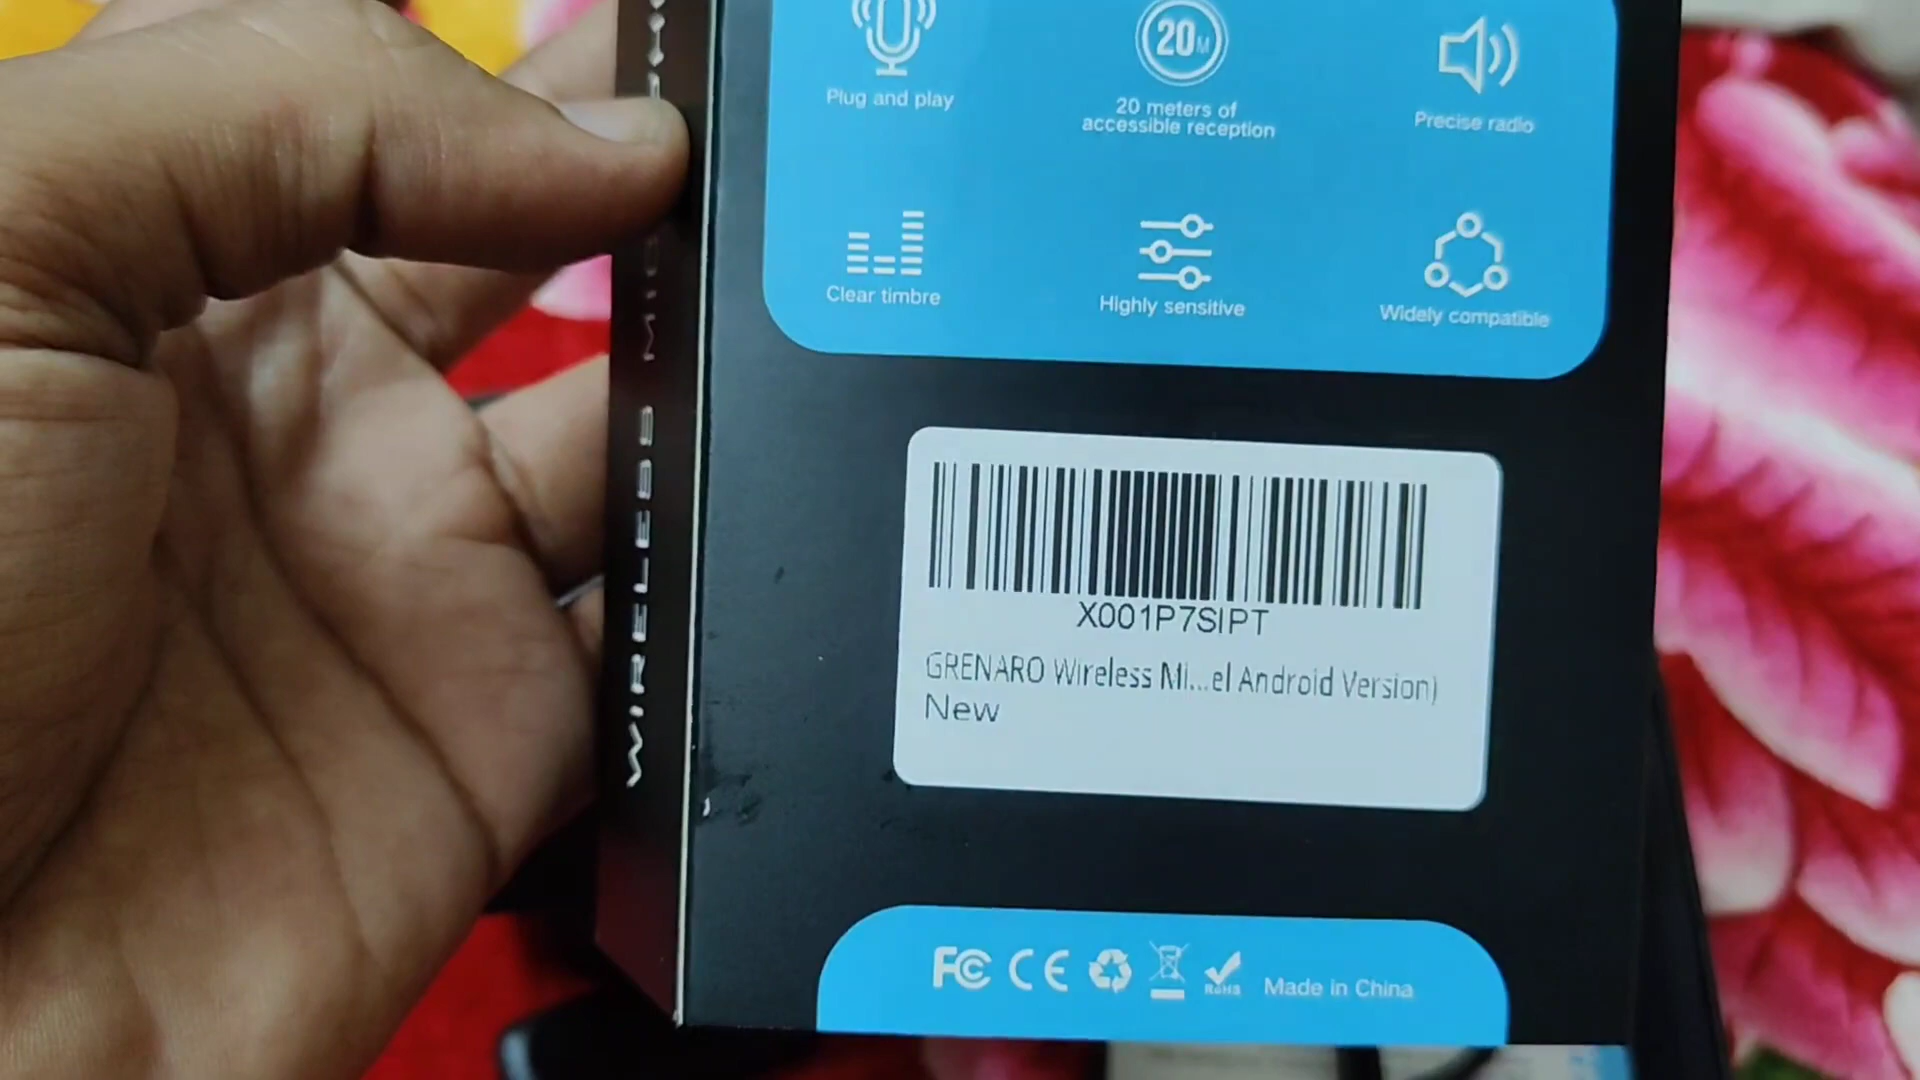 WIRELESS MICROPHONE
Plug and play
20M
20 meters of
accessible reception
Precise radio
Clear timbre
Highly sensitive
Widely compatible
X001P7SIPT
GRENARO Wireless Mi...el Android Version)
New
FC CE RoHS Made in China